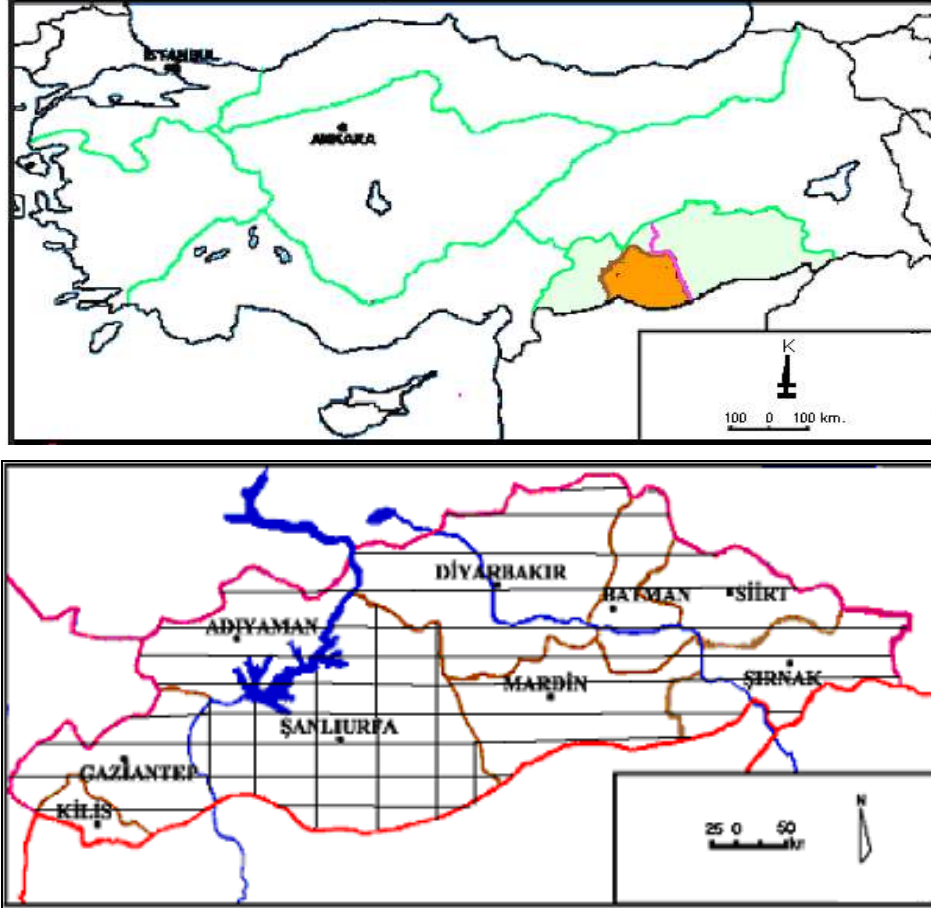 İSTANBUL
ANKARA
K
100 0 100 km.
DİYARBAKIR
BATMAN
SİİRT
ADIYAMAN
ŞIRNAK
MARDİN
ŞANLIURFA
GAZİANTEP
KİLİS
N
25 0 50
km